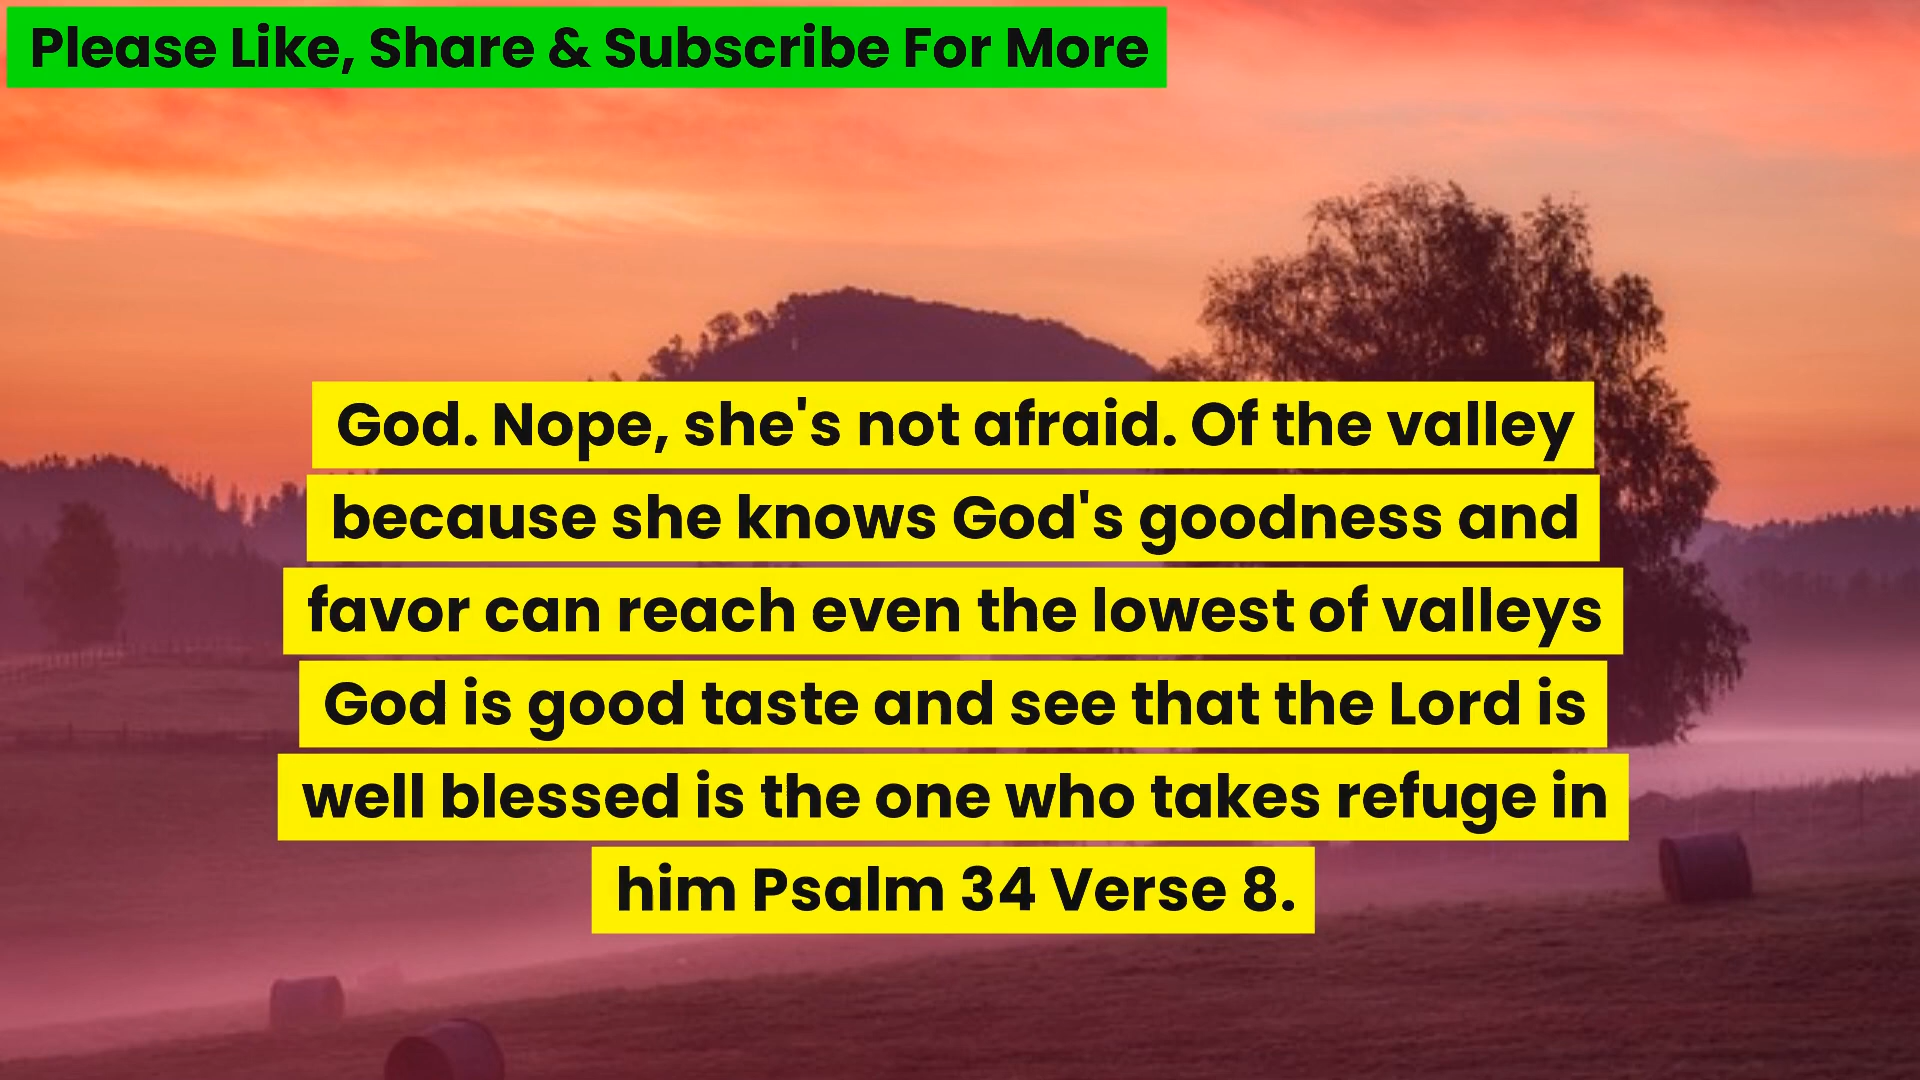 Please Like, Share & Subscribe For More
God. Nope, she's not afraid. Of the valley
because she knows God's goodness and
favor can reach even the lowest of valleys
God is good taste and see that the Lord is
well blessed is the one who takes refuge in
him Psalm 34 Verse 8.